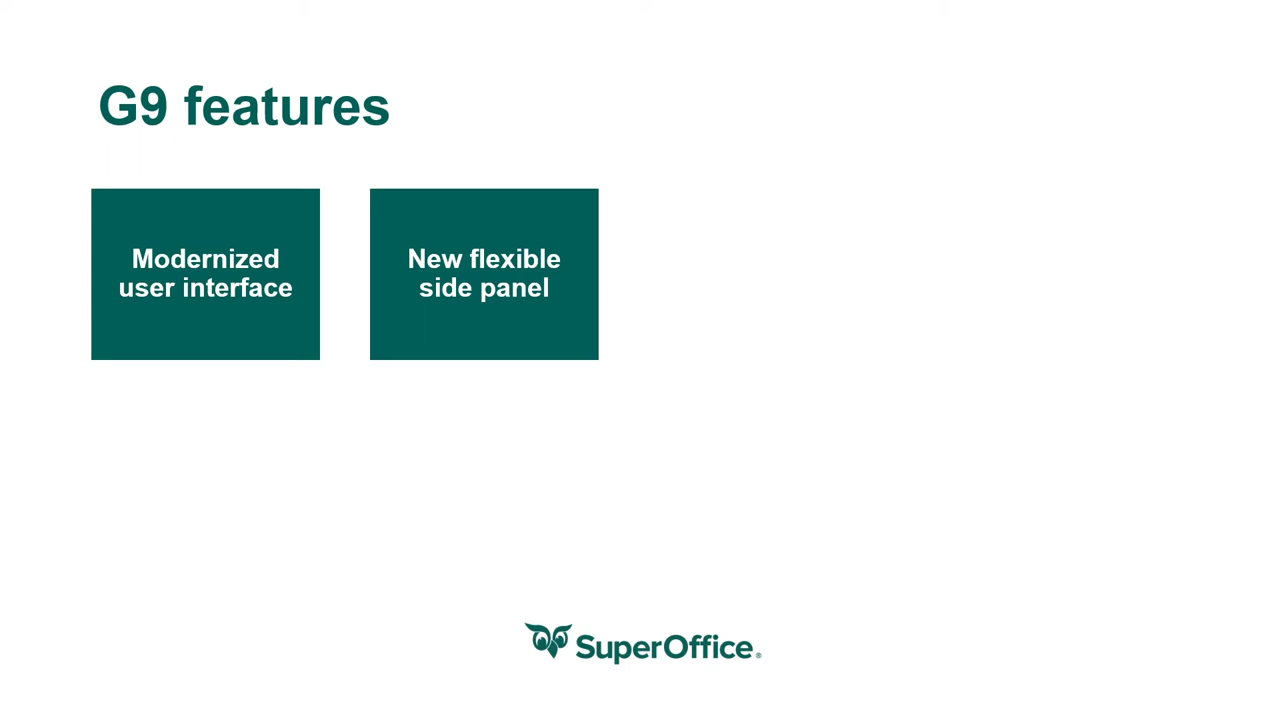 G9 features
Modernized
user interface
New flexible
side panel
SuperOffice®